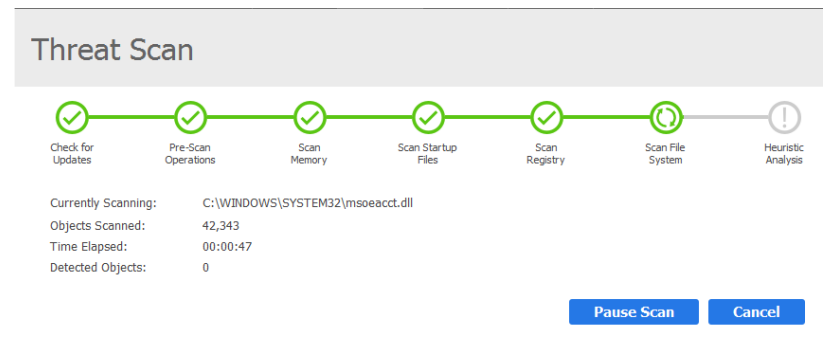 Threat Scan
Check for Updates
Pre-Scan Operations
Scan Memory
Scan Startup Files
Scan Registry
Scan File System
Heuristic Analysis
Currently Scanning: C:\WINDOWS\SYSTEM32\msoeacct.dll
Objects Scanned: 42,343
Time Elapsed: 00:00:47
Detected Objects: 0
Pause Scan
Cancel